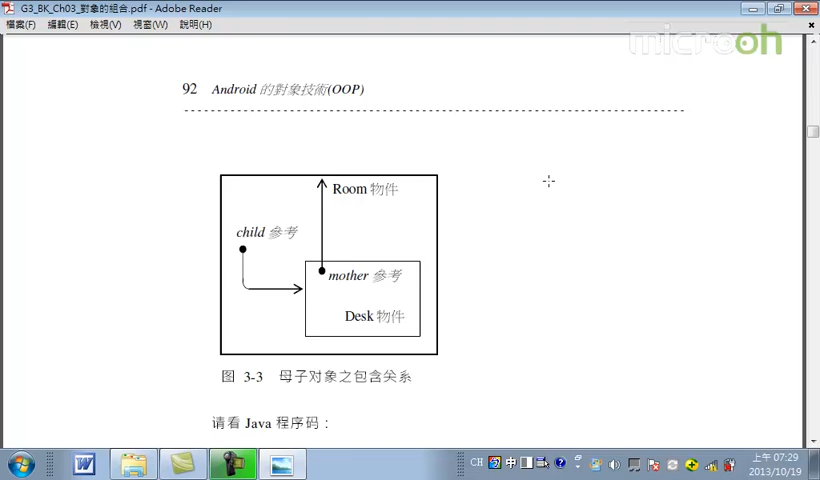 G3_BK_Ch03_對象的組合.pdf - Adobe Reader
檔案(F) 編輯(E) 檢視(V) 視窗(W) 說明(H)
microoh
92 Android 的對象技術(OOP)
Room 物件
child 參考
mother 參考
Desk 物件
图 3-3 母子对象之包含关系
请看 Java 程序码：
CH 中
上午 07:29
2013/10/19